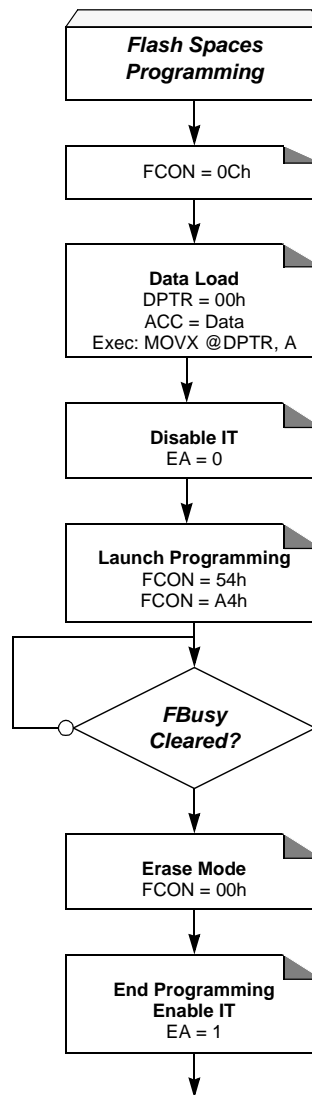 Flash Spaces
Programming
FCON = 0Ch
Data Load
DPTR = 00h
ACC = Data
Exec: MOVX @DPTR, A
Disable IT
EA = 0
Launch Programming
FCON = 54h
FCON = A4h
FBusy
Cleared?
Erase Mode
FCON = 00h
End Programming
Enable IT
EA = 1